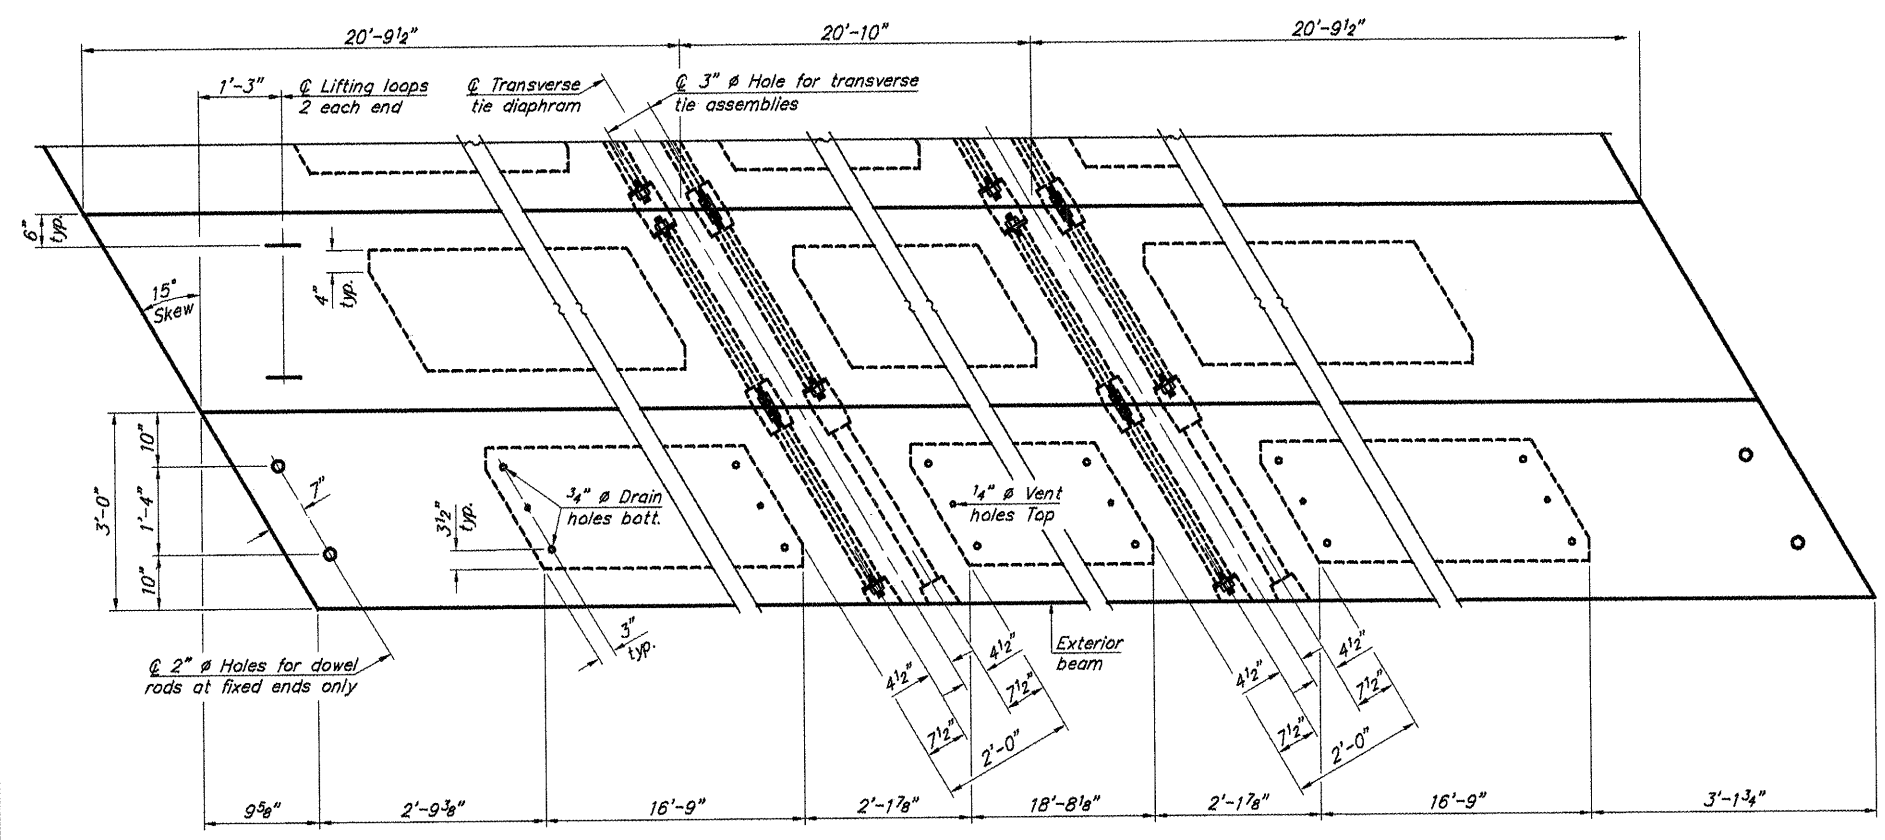 20'-9½"
20'-10"
20'-9½"
1'-3"
℄ Lifting loops
2 each end
℄ Transverse
tie diaphram
℄ 3" ø Hole for transverse
tie assemblies
6"
typ.
15°
Skew
4"
typ.
3'-0"
10"
1'-4"
10"
7"
3½"
typ.
¾" ø Drain
holes bott.
¼" ø Vent
holes Top
3"
typ.
℄ 2" ø Holes for dowel
rods at fixed ends only
Exterior
beam
4½"
4½"
7½"
7½"
2'-0"
4½"
4½"
7½"
7½"
2'-0"
9⅝"
2'-9⅜"
16'-9"
2'-1⅞"
18'-8⅛"
2'-1⅞"
16'-9"
3'-1¾"